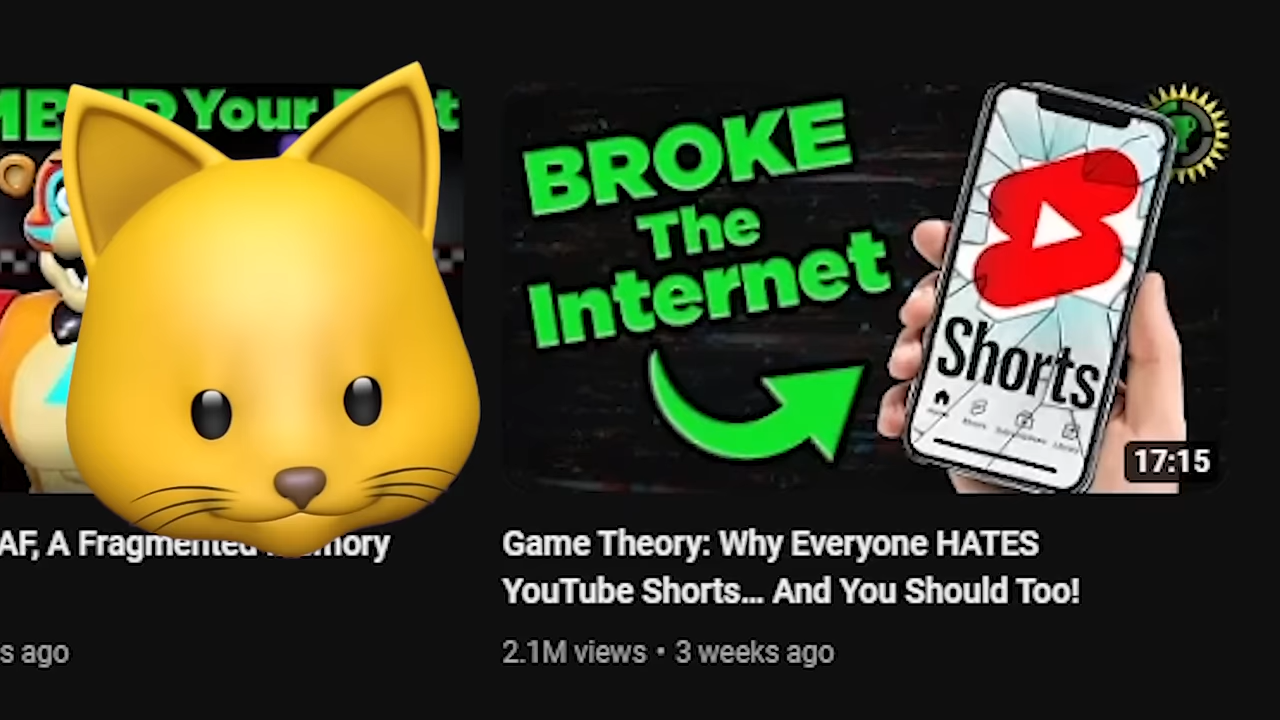 Your
BROKE
The
Internet
Shorts
17:15
AF, A Fragmented Memory
Game Theory: Why Everyone HATES
YouTube Shorts... And You Should Too!
s ago
2.1M views • 3 weeks ago